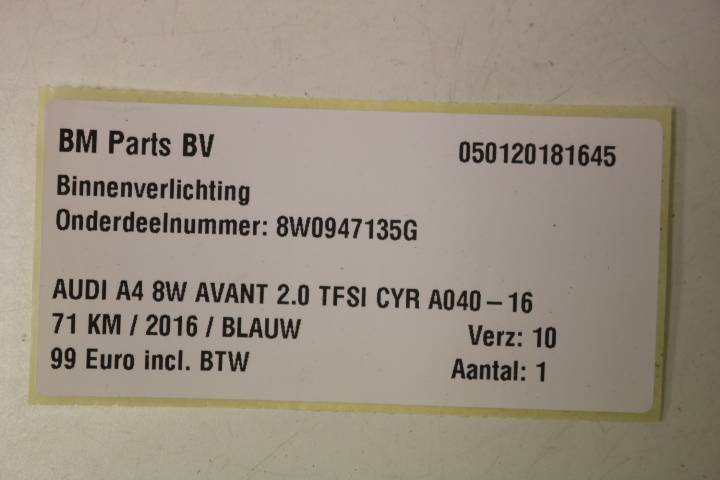 BM Parts BV 050120181645
Binnenverlichting
Onderdeelnummer: 8W0947135G
AUDI A4 8W AVANT 2.0 TFSI CYR A040-16
71 KM / 2016 / BLAUW Verz: 10
99 Euro incl. BTW Aantal: 1